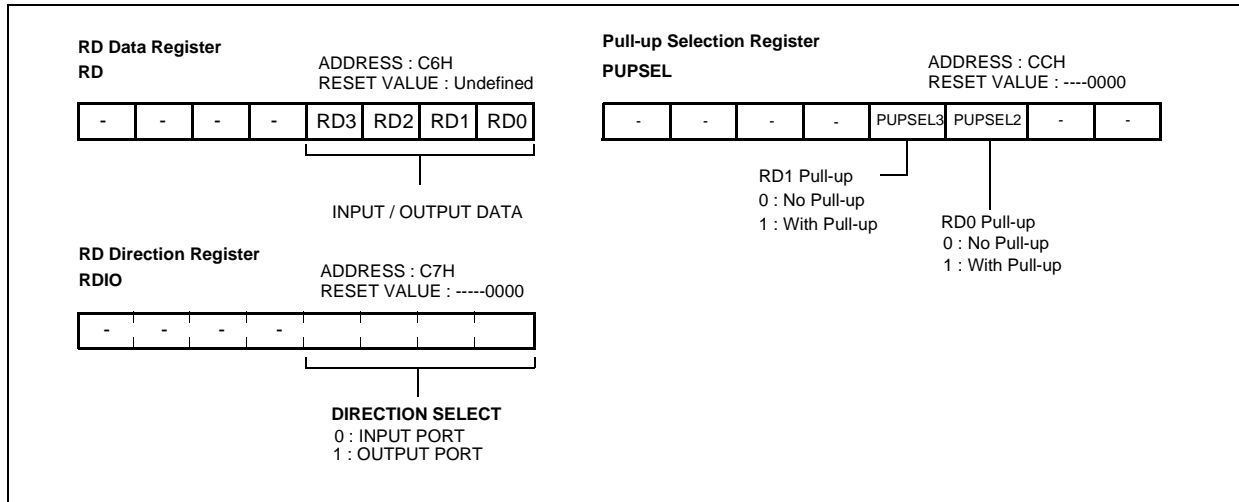 RD Data Register
RD
ADDRESS : C6H
RESET VALUE : Undefined
- - - - RD3 RD2 RD1 RD0
INPUT / OUTPUT DATA
RD Direction Register
RDIO
ADDRESS : C7H
RESET VALUE : -----0000
- - - -
DIRECTION SELECT
0 : INPUT PORT
1 : OUTPUT PORT
Pull-up Selection Register
PUPSEL
ADDRESS : CCH
RESET VALUE : ----0000
- - - - PUPSEL3 PUPSEL2 - -
RD1 Pull-up
0 : No Pull-up
1 : With Pull-up
RD0 Pull-up
0 : No Pull-up
1 : With Pull-up